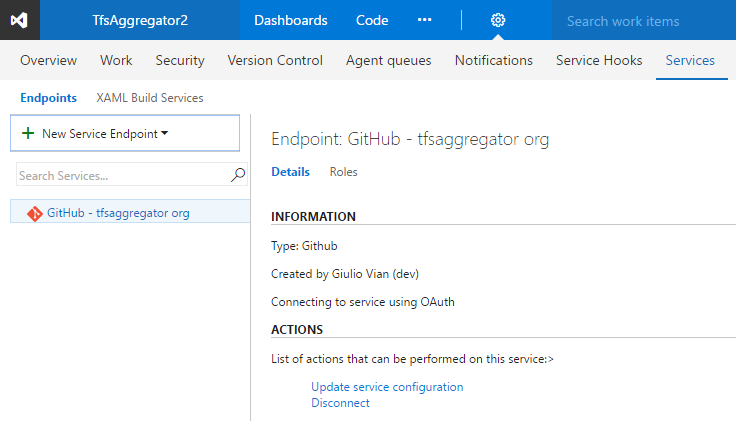 TfsAggregator2 Dashboards Code ••• Search work items
Overview Work Security Version Control Agent queues Notifications Service Hooks Services
Endpoints XAML Build Services
+ New Service Endpoint
Search Services...
GitHub - tfsaggregator org
Endpoint: GitHub - tfsaggregator org
Details Roles
INFORMATION
Type: Github
Created by Giulio Vian (dev)
Connecting to service using OAuth
ACTIONS
List of actions that can be performed on this service:>
Update service configuration
Disconnect